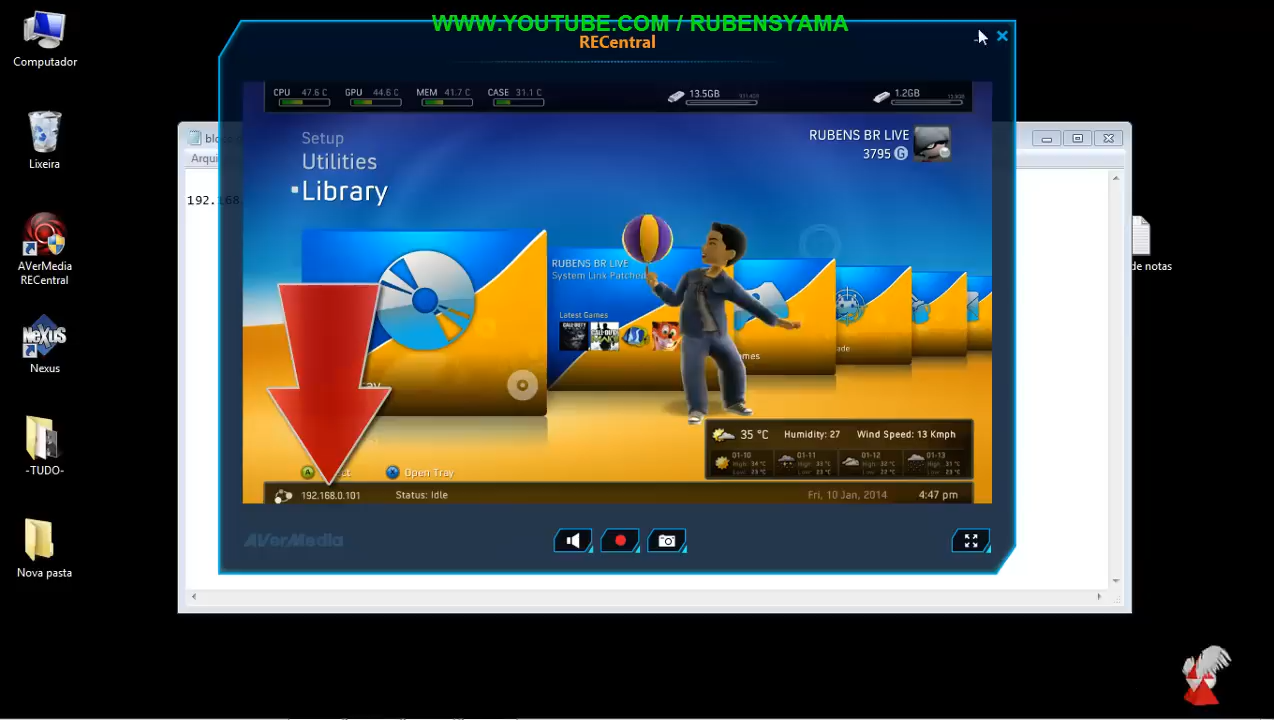 WWW.YOUTUBE.COM / RUBENSYAMA
RECentral
Computador
Lixeira
AVerMedia
RECentral
Nexus
-TUDO-
Nova pasta
de notas
Arqui
192.168
CPU 47.6 C
GPU 44.6 C
MEM 41.7 C
CASE 31.1 C
13.5GB
1.2GB
Setup
Utilities
Library
RUBENS BR LIVE
3795 G
RUBENS BR LIVE
System Link Patched
Latest Games
35 °C Humidity: 27 Wind Speed: 13 Kmph
01-10
01-11
01-12
01-13
Open Tray
192.168.0.101 Status: Idle Fri, 10 Jan, 2014 4:47 pm
AVerMedia